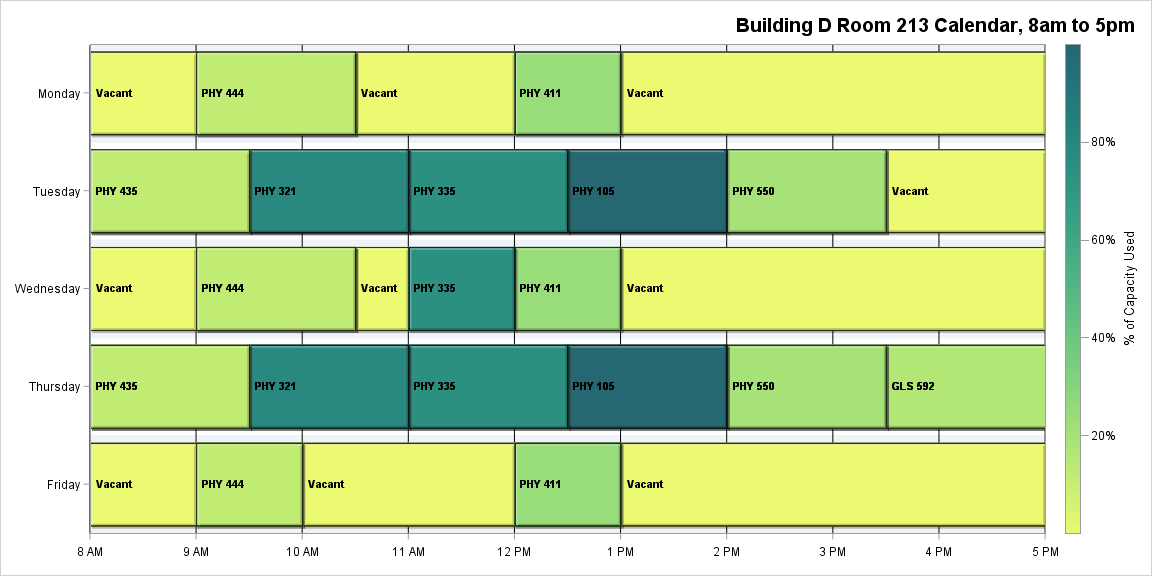 Building D Room 213 Calendar, 8am to 5pm
Monday
Vacant
PHY 444
Vacant
PHY 411
Vacant
Tuesday
PHY 435
PHY 321
PHY 335
PHY 105
PHY 550
Vacant
Wednesday
Vacant
PHY 444
Vacant
PHY 335
PHY 411
Vacant
Thursday
PHY 435
PHY 321
PHY 335
PHY 105
PHY 550
GLS 592
Friday
Vacant
PHY 444
Vacant
PHY 411
Vacant
8 AM
9 AM
10 AM
11 AM
12 PM
1 PM
2 PM
3 PM
4 PM
5 PM
80%
60%
40%
20%
% of Capacity Used